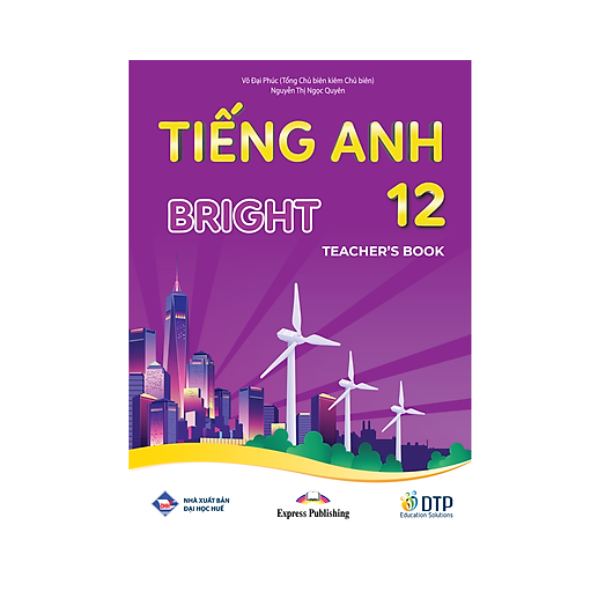 Võ Đại Phúc (Tổng Chủ biên kiêm Chủ biên)
Nguyễn Thị Ngọc Quyên
TIẾNG ANH
BRIGHT 12
TEACHER'S BOOK
NHÀ XUẤT BẢN
ĐẠI HỌC HUẾ
Express Publishing
DTP
Education Solutions